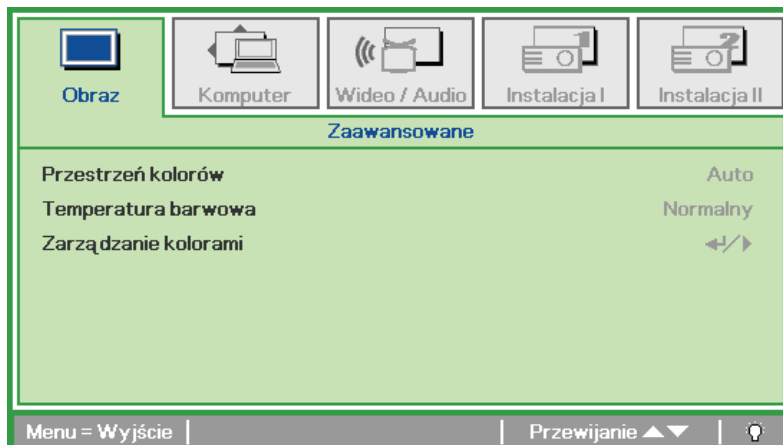 Obraz Komputer Wideo / Audio Instalacja I Instalacja II
Zaawansowane
Przestrzeń kolorów Auto
Temperatura barwowa Normalny
Zarządzanie kolorami ↵/▶
Menu = Wyjście | | Przewijanie ▲▼ |